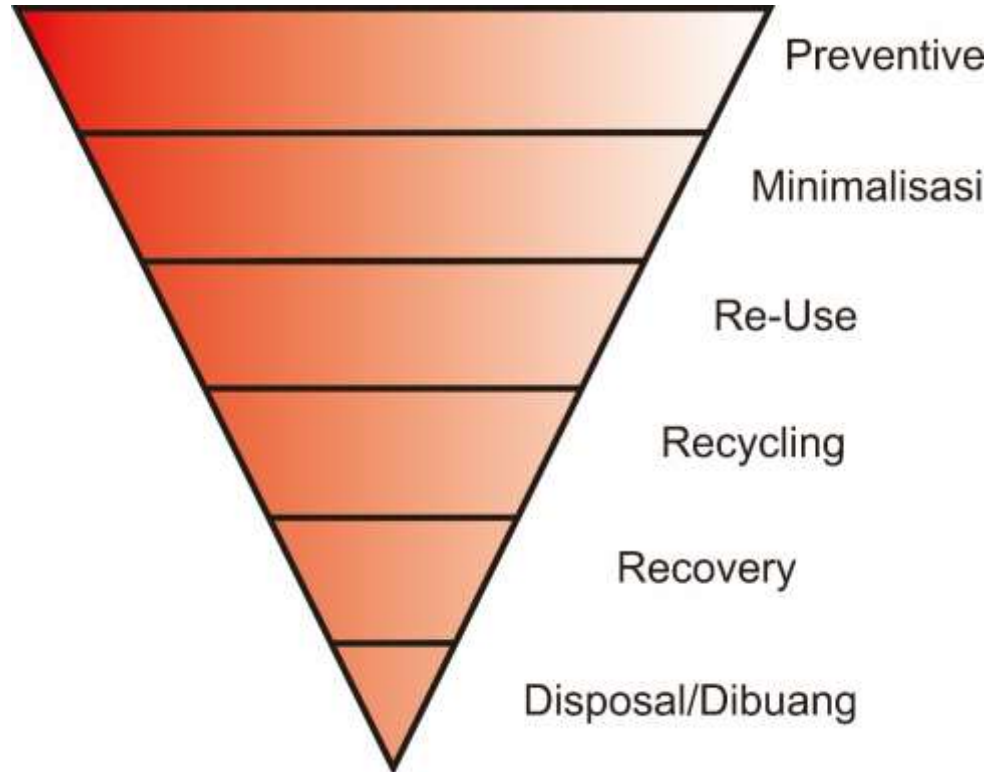 Preventive
Minimalisasi
Re-Use
Recycling
Recovery
Disposal/Dibuang